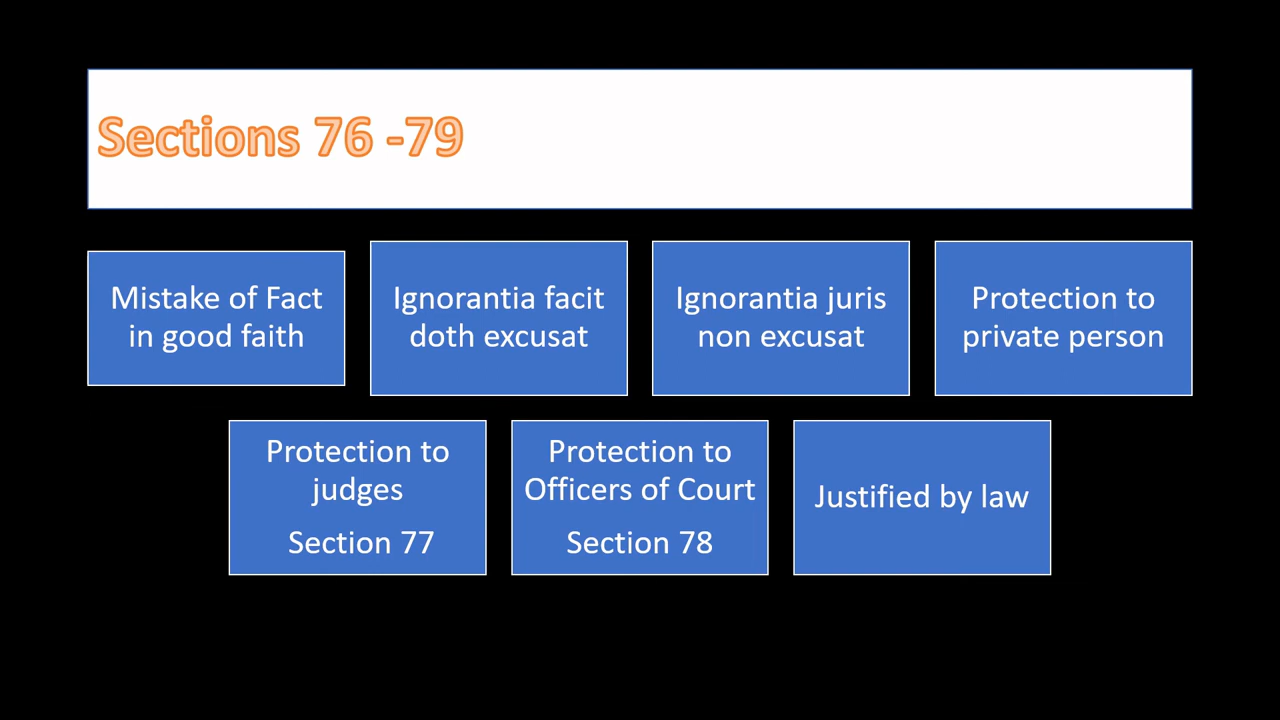 Sections 76 -79
Mistake of Fact
in good faith
Ignorantia facit
doth excusat
Ignorantia juris
non excusat
Protection to
private person
Protection to
judges
Section 77
Protection to
Officers of Court
Section 78
Justified by law